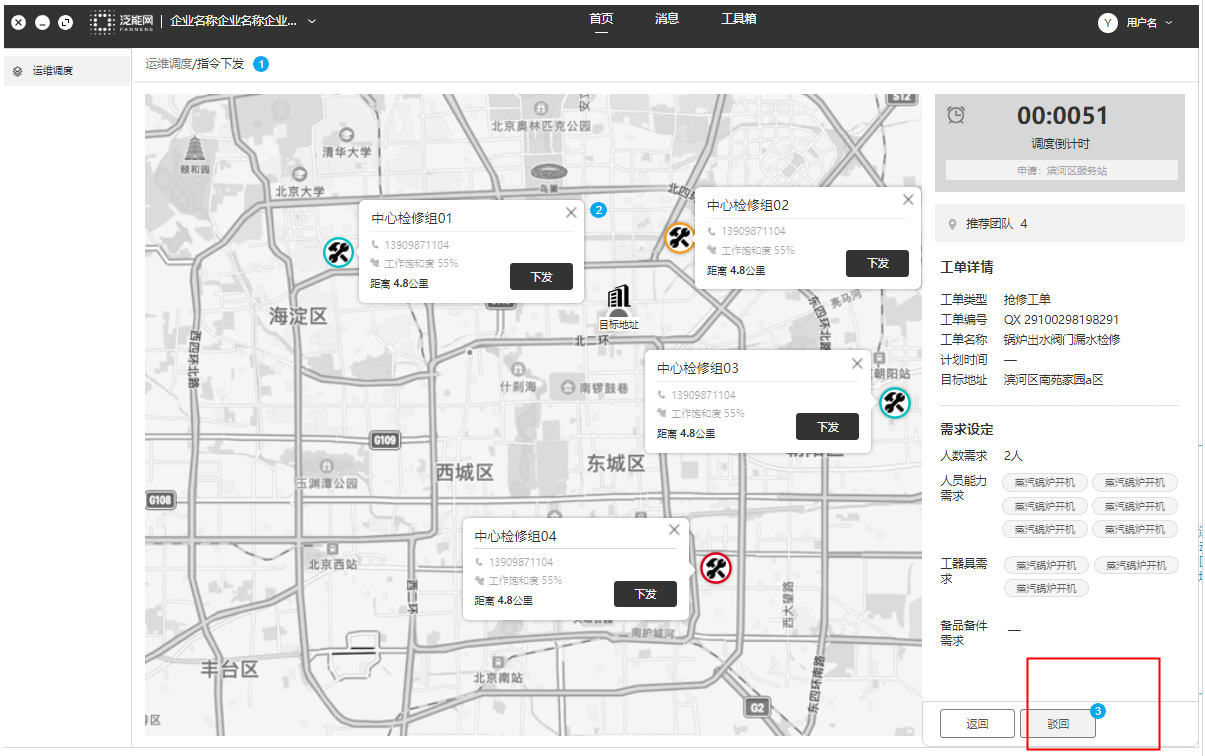 泛能网
FANNENG
企业名称企业名称企业...
首页
消息
工具箱
Y
用户名
运维调度
运维调度/指令下发
1
S12
北京奥林匹克公园
清华大学
颐和园
北京大学
鸟巢
北四环
中心检修组01
2
13909871104
工作饱和度 55%
距离 4.8公里
下发
中心检修组02
13909871104
工作饱和度 55%
距离 4.8公里
下发
目标地址
海淀区
北二环
西四环北路
东四环北路
亮马河
朝阳站
什刹海
南锣鼓巷
中心检修组03
13909871104
工作饱和度 55%
距离 4.8公里
下发
G109
西城区
东城区
朝阳区
玉渊潭公园
G108
中心检修组04
13909871104
工作饱和度 55%
距离 4.8公里
下发
北京西站
西二环
西大望路
南护城河
丰台区
北京南站
东四环南路
G2
00:0051
调度倒计时
申请：滨河区服务站
推荐团队 4
工单详情
工单类型 抢修工单
工单编号 QX 29100298198291
工单名称 锅炉出水阀门漏水检修
计划时间 —
目标地址 滨河区南苑家园a区
需求设定
人数需求 2人
人员能力
需求
蒸汽锅炉开机 蒸汽锅炉开机
蒸汽锅炉开机 蒸汽锅炉开机
蒸汽锅炉开机 蒸汽锅炉开机
工器具需
求
蒸汽锅炉开机 蒸汽锅炉开机
蒸汽锅炉开机
备品备件
需求
—
返回
驳回
3